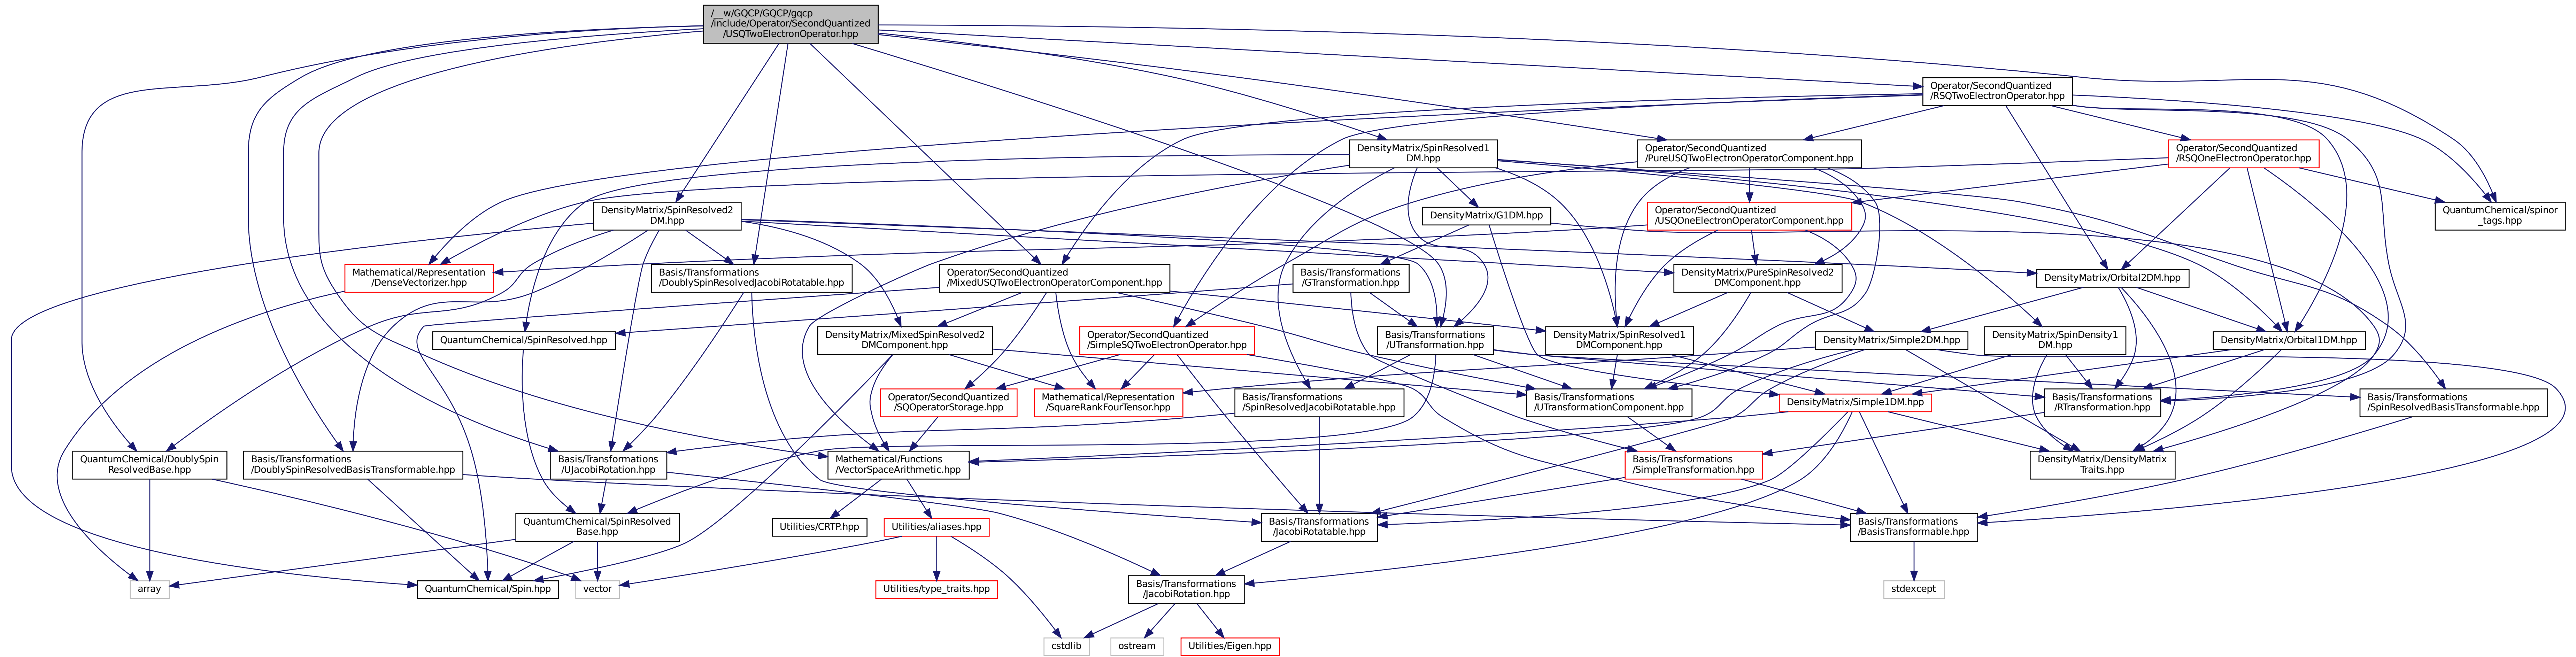 /__w/GQCP/GQCP/gqcp
/include/Operator/SecondQuantized
/USQTwoElectronOperator.hpp
Operator/SecondQuantized
/RSQTwoElectronOperator.hpp
DensityMatrix/SpinResolved1
DM.hpp
Operator/SecondQuantized
/PureUSQTwoElectronOperatorComponent.hpp
Operator/SecondQuantized
/RSQOneElectronOperator.hpp
DensityMatrix/SpinResolved2
DM.hpp
DensityMatrix/G1DM.hpp
Operator/SecondQuantized
/USQOneElectronOperatorComponent.hpp
QuantumChemical/spinor
_tags.hpp
Mathematical/Representation
/DenseVectorizer.hpp
Basis/Transformations
/DoublySpinResolvedJacobiRotatable.hpp
Operator/SecondQuantized
/MixedUSQTwoElectronOperatorComponent.hpp
Basis/Transformations
/GTransformation.hpp
DensityMatrix/PureSpinResolved2
DMComponent.hpp
DensityMatrix/Orbital2DM.hpp
QuantumChemical/SpinResolved.hpp
DensityMatrix/MixedSpinResolved2
DMComponent.hpp
Operator/SecondQuantized
/SimpleSQTwoElectronOperator.hpp
Basis/Transformations
/UTransformation.hpp
DensityMatrix/SpinResolved1
DMComponent.hpp
DensityMatrix/Simple2DM.hpp
DensityMatrix/SpinDensity1
DM.hpp
DensityMatrix/Orbital1DM.hpp
Operator/SecondQuantized
/SQOperatorStorage.hpp
Mathematical/Representation
/SquareRankFourTensor.hpp
Basis/Transformations
/SpinResolvedJacobiRotatable.hpp
Basis/Transformations
/UTransformationComponent.hpp
DensityMatrix/Simple1DM.hpp
Basis/Transformations
/RTransformation.hpp
Basis/Transformations
/SpinResolvedBasisTransformable.hpp
QuantumChemical/DoublySpin
ResolvedBase.hpp
Basis/Transformations
/DoublySpinResolvedBasisTransformable.hpp
Basis/Transformations
/UJacobiRotation.hpp
Mathematical/Functions
/VectorSpaceArithmetic.hpp
Basis/Transformations
/SimpleTransformation.hpp
DensityMatrix/DensityMatrix
Traits.hpp
QuantumChemical/SpinResolved
Base.hpp
Utilities/CRTP.hpp
Utilities/aliases.hpp
Basis/Transformations
/JacobiRotatable.hpp
Basis/Transformations
/BasisTransformable.hpp
array
QuantumChemical/Spin.hpp
vector
Utilities/type_traits.hpp
Basis/Transformations
/JacobiRotation.hpp
stdexcept
cstdlib
ostream
Utilities/Eigen.hpp